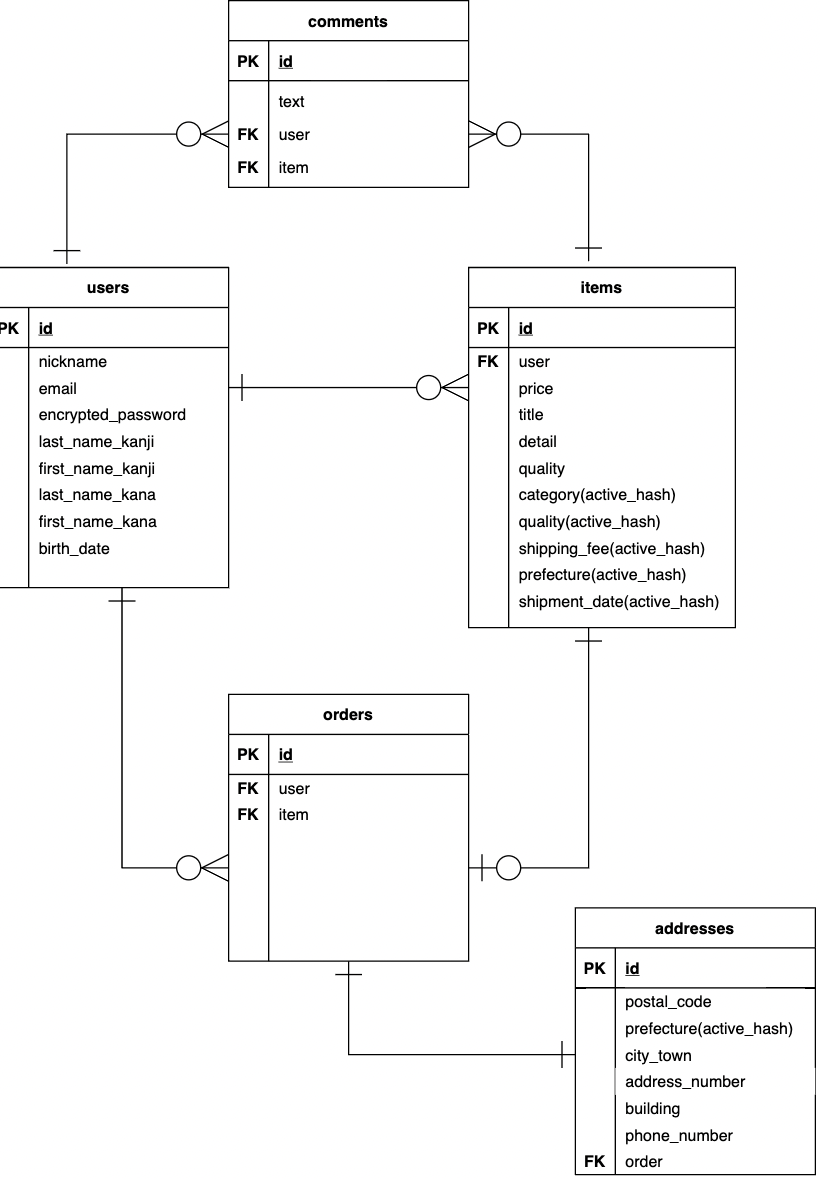 comments
PK id
text
FK user
FK item
users
PK id
nickname
email
encrypted_password
last_name_kanji
first_name_kanji
last_name_kana
first_name_kana
birth_date
items
PK id
FK user
price
title
detail
quality
category(active_hash)
quality(active_hash)
shipping_fee(active_hash)
prefecture(active_hash)
shipment_date(active_hash)
orders
PK id
FK user
FK item
addresses
PK id
postal_code
prefecture(active_hash)
city_town
address_number
building
phone_number
FK order